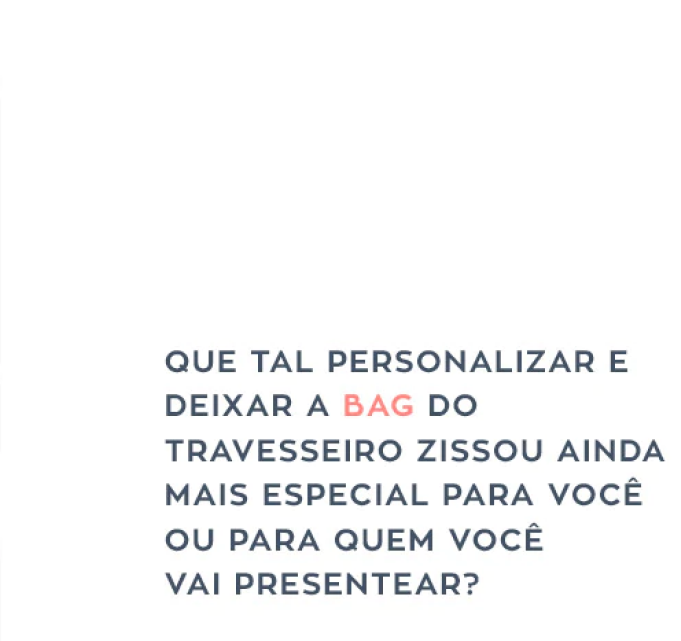 QUE TAL PERSONALIZAR E
DEIXAR A BAG DO
TRAVESSEIRO ZISSOU AINDA
MAIS ESPECIAL PARA VOCÊ
OU PARA QUEM VOCÊ
VAI PRESENTEAR?